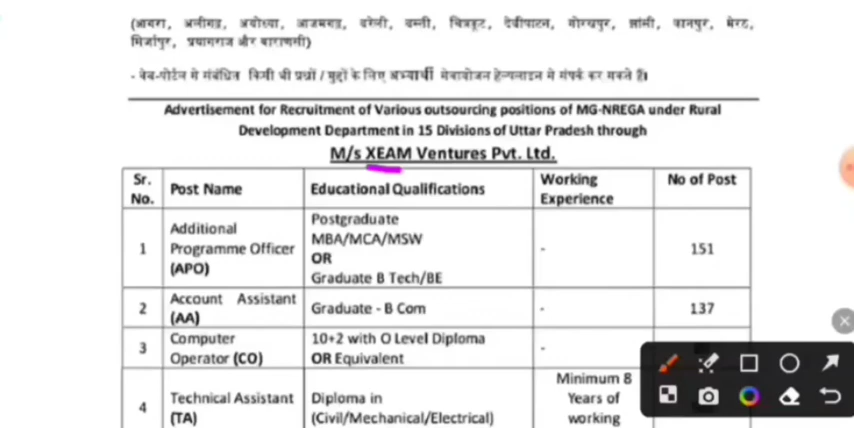 (आगरा, अलीगढ़, अयोध्या, आजमगढ़, बरेली, बस्ती, चित्रकूट, देवीपाटन, गोरखपुर, झांसी, कानपुर, मेरठ,
मिर्जापुर, प्रयागराज और वाराणसी)
- वेब-पोर्टल से संबंधित किसी भी प्रश्नों / मुद्दों के लिए अभ्यार्थी सेवायोजन हेल्पलाइन से संपर्क कर सकते हैं।
Advertisement for Recruitment of Various outsourcing positions of MG-NREGA under Rural
Development Department in 15 Divisions of Uttar Pradesh through
M/s XEAM Ventures Pvt. Ltd.
Sr. No. Post Name Educational Qualifications Working Experience No of Post
1 Additional Programme Officer (APO) Postgraduate MBA/MCA/MSW OR Graduate B Tech/BE - 151
2 Account Assistant (AA) Graduate - B Com - 137
3 Computer Operator (CO) 10+2 with O Level Diploma OR Equivalent -
4 Technical Assistant (TA) Diploma in (Civil/Mechanical/Electrical) Minimum 8 Years of working